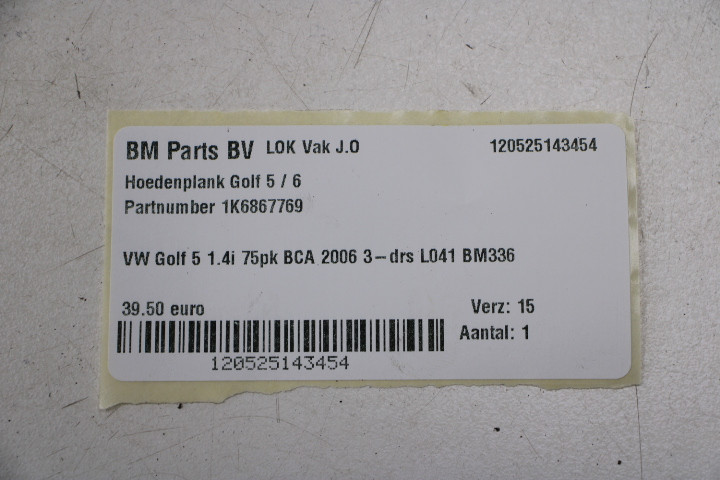 BM Parts BV LOK Vak J.O 120525143454
Hoedenplank Golf 5 / 6
Partnumber 1K6867769
VW Golf 5 1.4i 75pk BCA 2006 3-drs L041 BM336
39.50 euro Verz: 15
Aantal: 1
120525143454